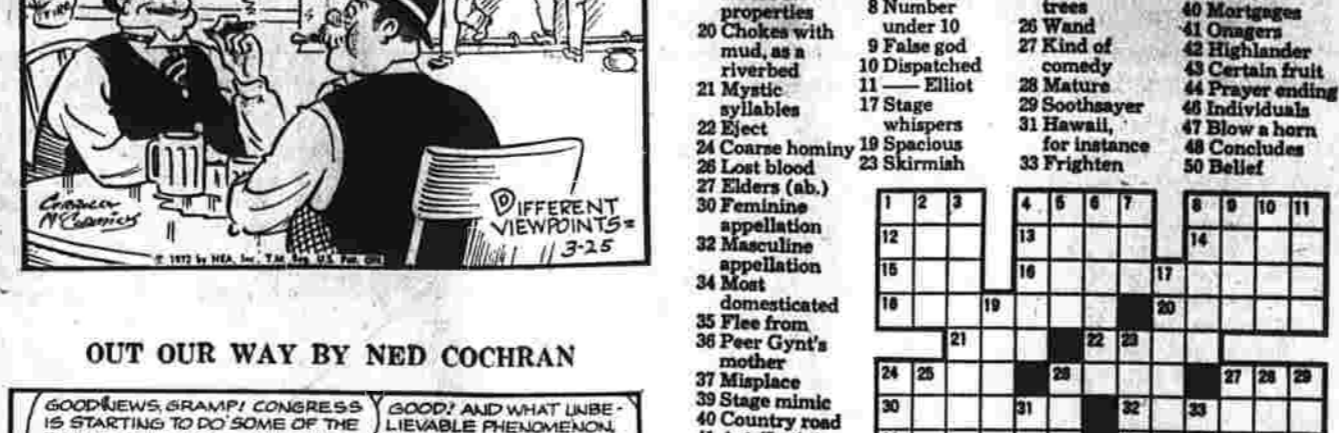 DIFFERENT
VIEWPOINTS=
3-25
© 1972 by NEA, Inc. T.M. Reg. U.S. Pat. Off.
OUT OUR WAY BY NED COCHRAN
GOOD NEWS, GRAMP! CONGRESS
IS STARTING TO DO SOME OF THE
GOOD! AND WHAT UNBE-
LIEVABLE PHENOMENON,
properties
20 Chokes with
mud, as a
riverbed
21 Mystic
syllables
22 Eject
24 Coarse hominy
26 Lost blood
27 Elders (ab.)
30 Feminine
appellation
32 Masculine
appellation
34 Most
domesticated
35 Flee from
36 Peer Gynt's
mother
37 Misplace
39 Stage mimic
40 Country road
8 Number
under 10
9 False god
10 Dispatched
11 —— Elliot
17 Stage
whispers
19 Spacious
23 Skirmish
trees
26 Wand
27 Kind of
comedy
28 Mature
29 Soothsayer
31 Hawaii,
for instance
33 Frighten
40 Mortgages
41 Onagers
42 Highlander
43 Certain fruit
44 Prayer ending
46 Individuals
47 Blow a horn
48 Concludes
50 Belief
1 2 3 4 5 6 7 8 9 10 11
12 13 14
15 16 17
18 19 20
21 22 23
24 25 26 27 28 29
30 31 32 33